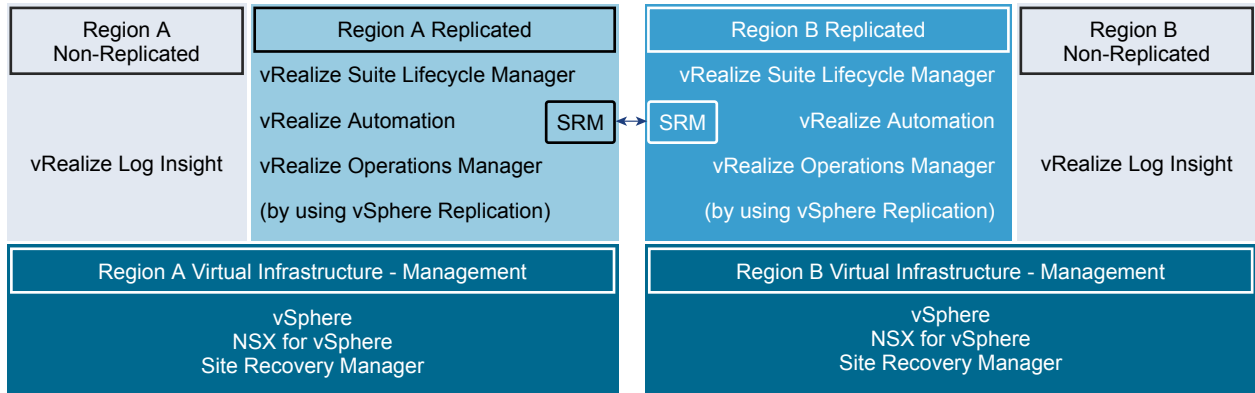 Region A
Non-Replicated
vRealize Log Insight
Region A Replicated
vRealize Suite Lifecycle Manager
vRealize Automation
SRM
vRealize Operations Manager
(by using vSphere Replication)
Region B Replicated
vRealize Suite Lifecycle Manager
SRM
vRealize Automation
vRealize Operations Manager
(by using vSphere Replication)
Region B
Non-Replicated
vRealize Log Insight
Region A Virtual Infrastructure - Management
vSphere
NSX for vSphere
Site Recovery Manager
Region B Virtual Infrastructure - Management
vSphere
NSX for vSphere
Site Recovery Manager